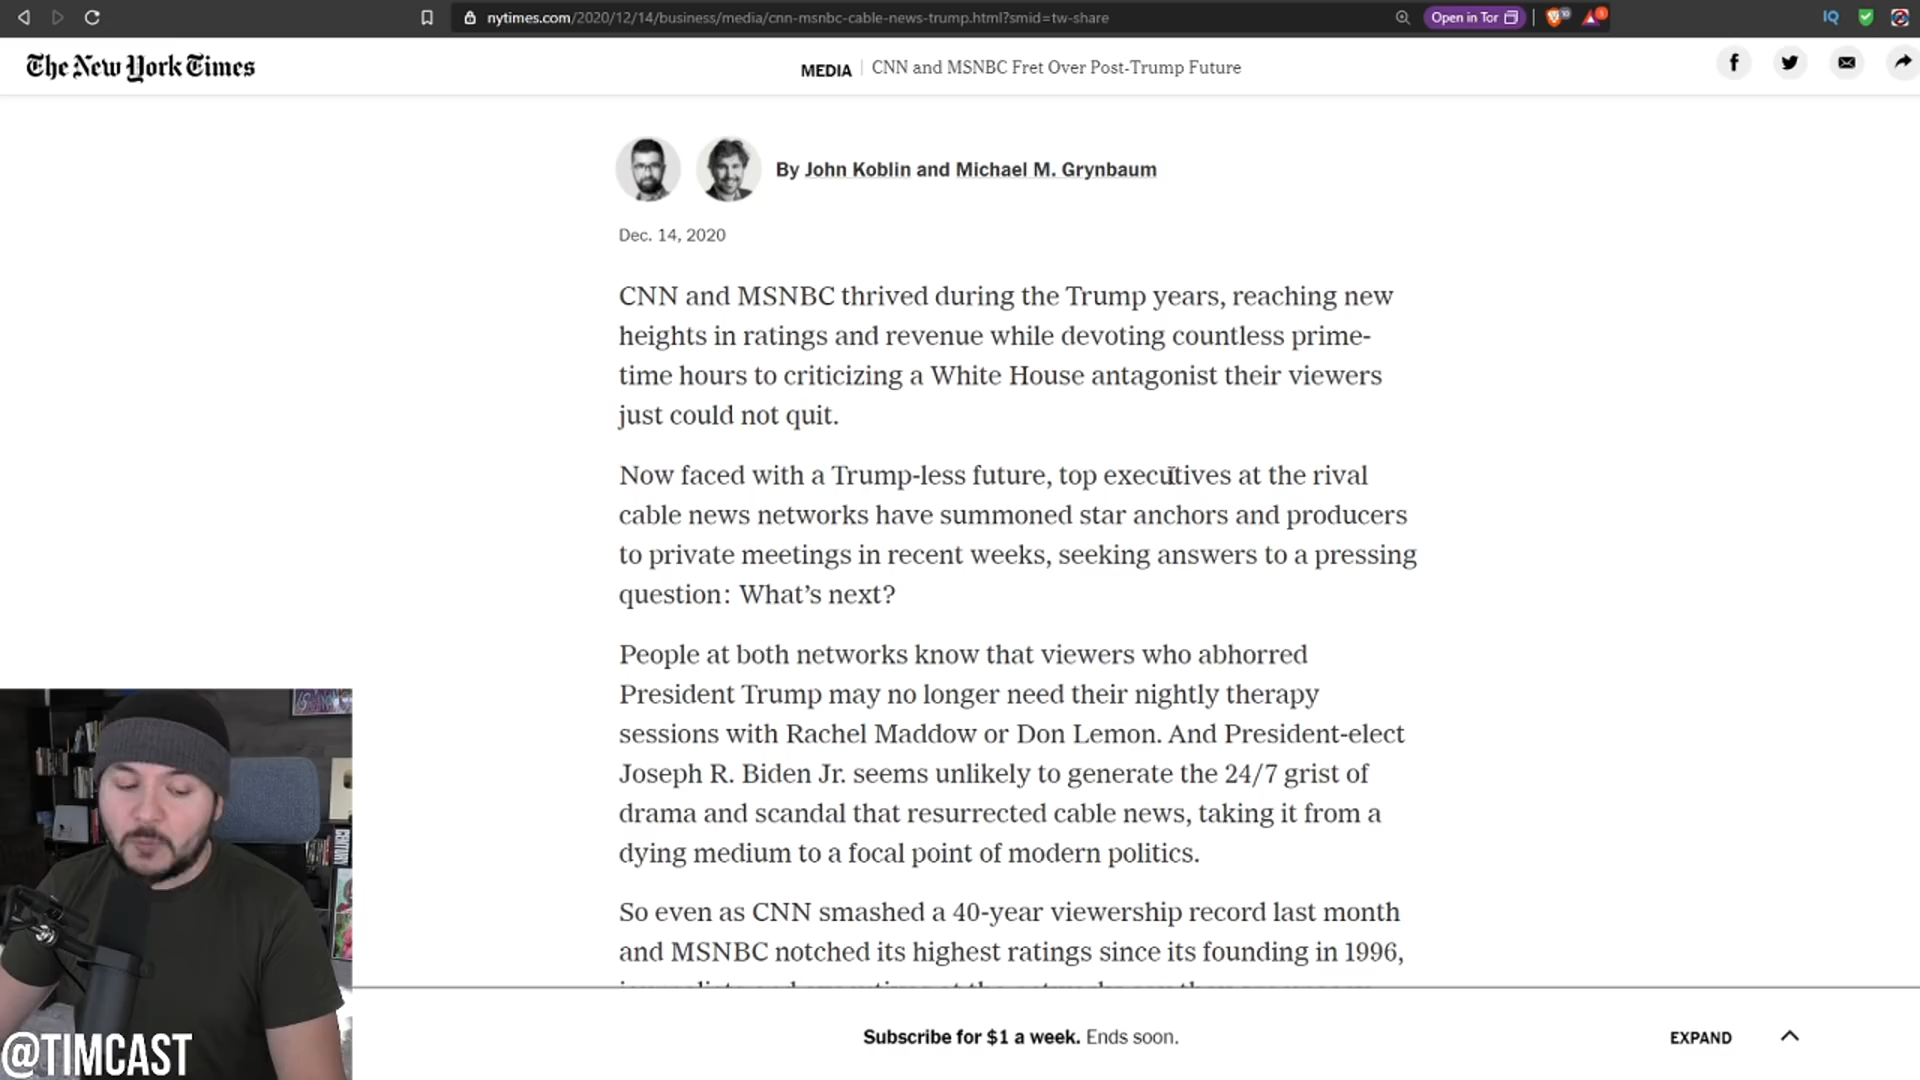 nytimes.com/2020/12/14/business/media/cnn-msnbc-cable-news-trump.html?smid=tw-share
Open in Tor
IQ
The New York Times
MEDIA | CNN and MSNBC Fret Over Post-Trump Future
By John Koblin and Michael M. Grynbaum
Dec. 14, 2020
CNN and MSNBC thrived during the Trump years, reaching new
heights in ratings and revenue while devoting countless prime-
time hours to criticizing a White House antagonist their viewers
just could not quit.
Now faced with a Trump-less future, top executives at the rival
cable news networks have summoned star anchors and producers
to private meetings in recent weeks, seeking answers to a pressing
question: What’s next?
People at both networks know that viewers who abhorred
President Trump may no longer need their nightly therapy
sessions with Rachel Maddow or Don Lemon. And President-elect
Joseph R. Biden Jr. seems unlikely to generate the 24/7 grist of
drama and scandal that resurrected cable news, taking it from a
dying medium to a focal point of modern politics.
So even as CNN smashed a 40-year viewership record last month
and MSNBC notched its highest ratings since its founding in 1996,
@TIMCAST
Subscribe for $1 a week. Ends soon.
EXPAND